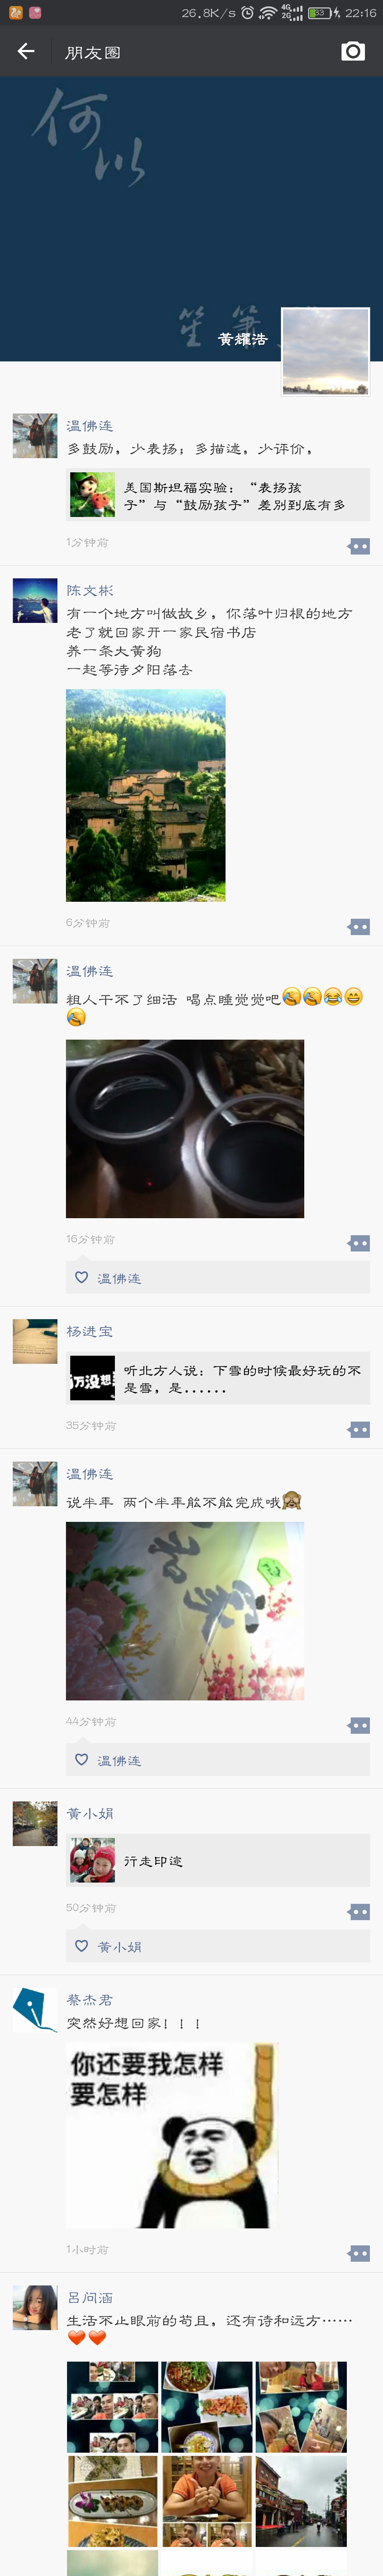 26.8K/s 4G 2G 33 22:16
朋友圈
何
以
笙 箫
黄耀浩
温佛连
多鼓励，少表扬；多描述，少评价，
美国斯坦福实验：“表扬孩
子”与“鼓励孩子”差别到底有多
1分钟前
陈文彬
有一个地方叫做故乡，你落叶归根的地方
老了就回家开一家民宿书店
养一条大黄狗
一起等诗夕阳落去
6分钟前
温佛连
粗人干不了细活 喝点睡觉觉吧🤣🤣😂😄
🤣
16分钟前
温佛连
杨进宝
万没想
听北方人说：下雪的时候最好玩的不
是雪，是......
35分钟前
温佛连
说半年 两个半年能不能完成哦🙈
44分钟前
温佛连
黄小娟
行走印迹
50分钟前
黄小娟
蔡杰君
突然好想回家！！！
你还要我怎样
要怎样
1小时前
吕问涵
生活不止眼前的苟且，还有诗和远方……
❤❤